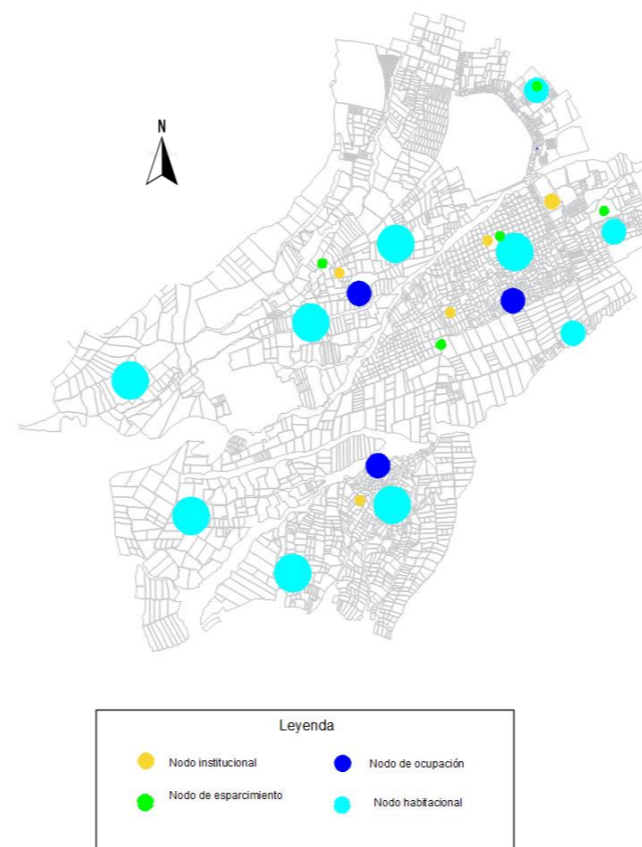 N
Leyenda
Nodo institucional
Nodo de ocupación
Nodo de esparcimiento
Nodo habitacional